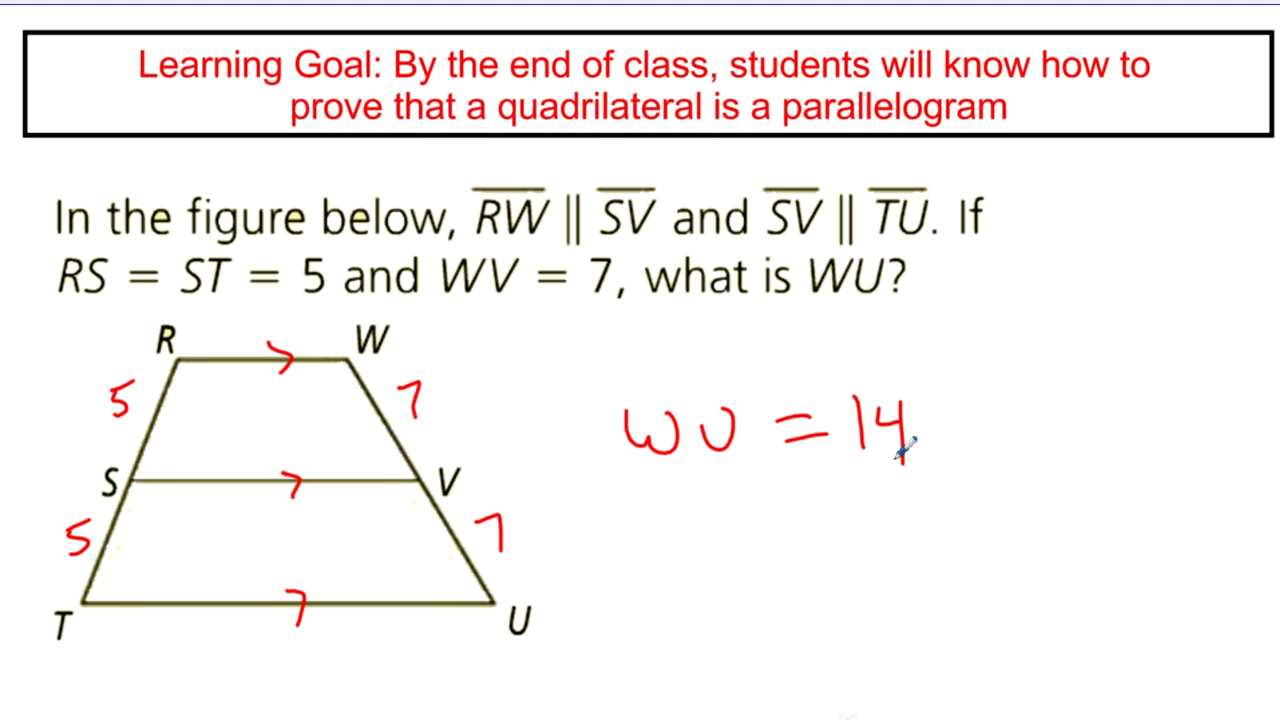 Learning Goal: By the end of class, students will know how to
prove that a quadrilateral is a parallelogram
In the figure below, RW || SV and SV || TU. If
RS = ST = 5 and WV = 7, what is WU?
R W
5 7
S V
5 7
T U
WU = 14